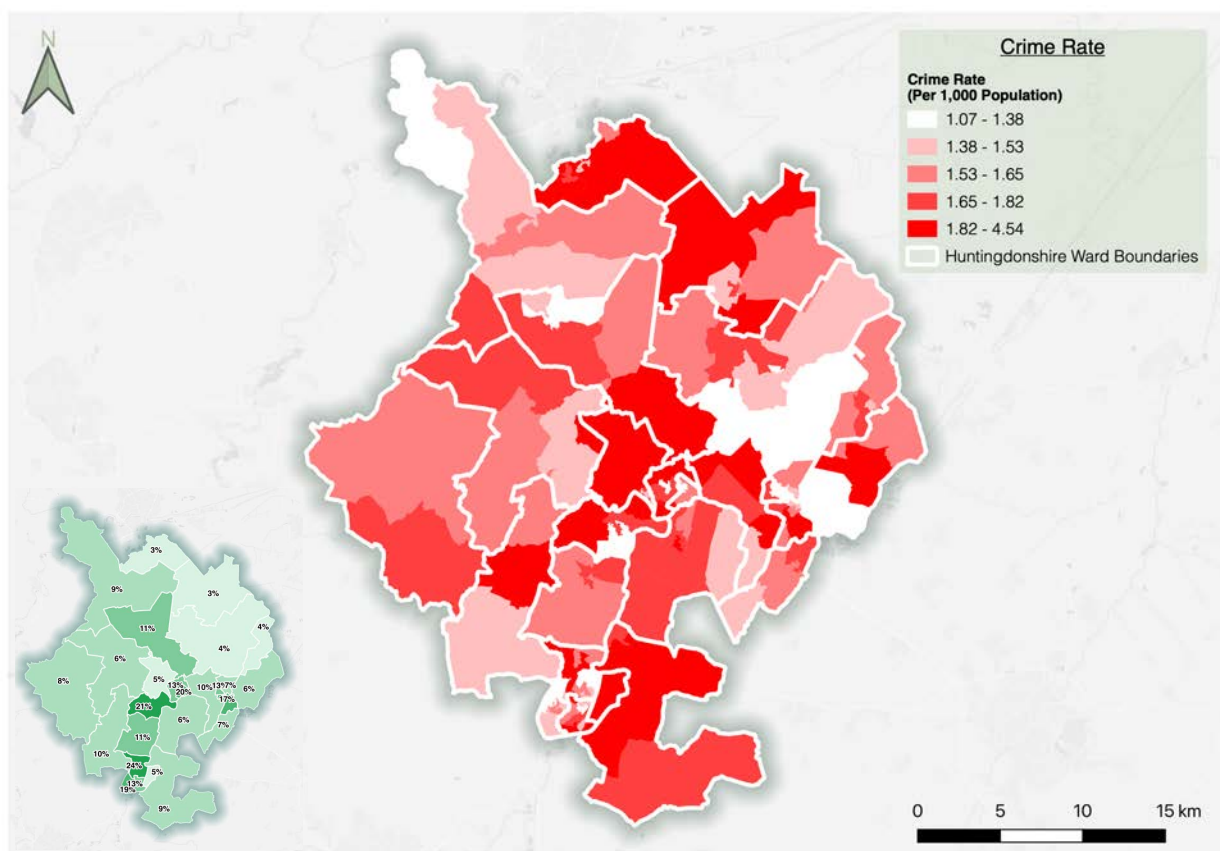 N
Crime Rate
Crime Rate
(Per 1,000 Population)
1.07 - 1.38
1.38 - 1.53
1.53 - 1.65
1.65 - 1.82
1.82 - 4.54
Huntingdonshire Ward Boundaries
3%
9%
3%
11%
4%
4%
6%
8%
5%
13%
20%
10%
13%
7%
6%
17%
21%
6%
7%
11%
10%
24%
5%
13%
19%
9%
0 5 10 15 km